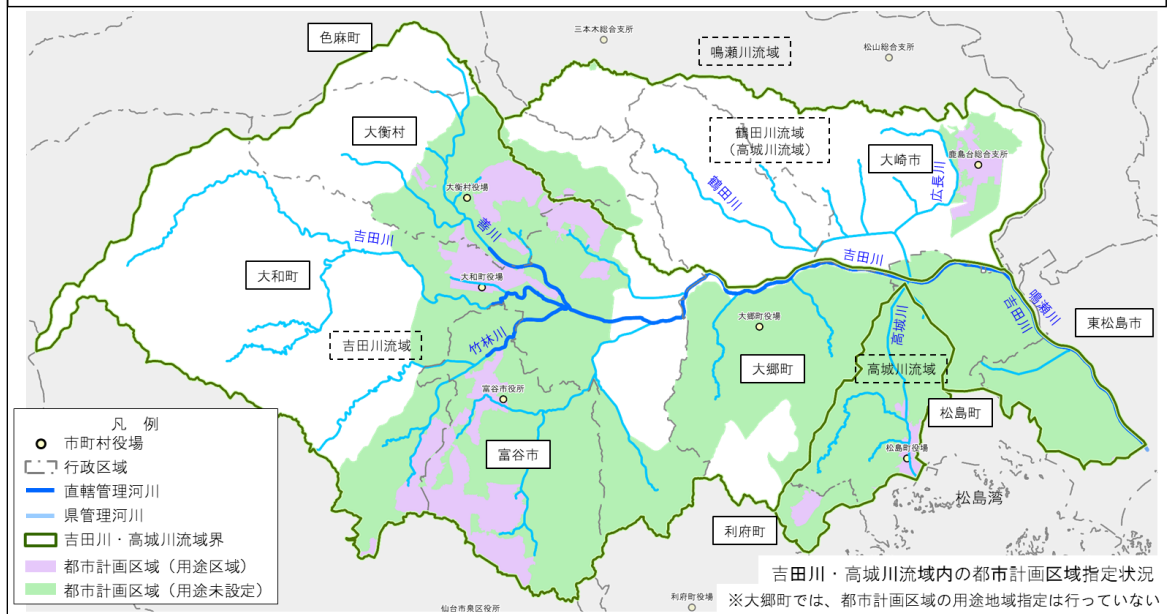 三本木総合支所
色麻町
鳴瀬川流域
松山総合支所
大衡村
鶴田川流域
（高城川流域）
大崎市
鹿島台総合支所
鶴田川
広長川
大衡村役場
善川
吉田川
吉田川
大和町
大和町役場
鳴瀬川
吉田川
大郷町役場
高城川
東松島市
竹林川
吉田川流域
大郷町
高城川流域
富谷市役所
松島町
富谷市
松島町役場
松島湾
利府町
凡 例
市町村役場
行政区域
直轄管理河川
県管理河川
吉田川・高城川流域界
都市計画区域（用途区域）
都市計画区域（用途未設定）
吉田川・高城川流域内の都市計画区域指定状況
※大郷町では、都市計画区域の用途地域指定は行っていない
仙台市泉区役所
利府町役場